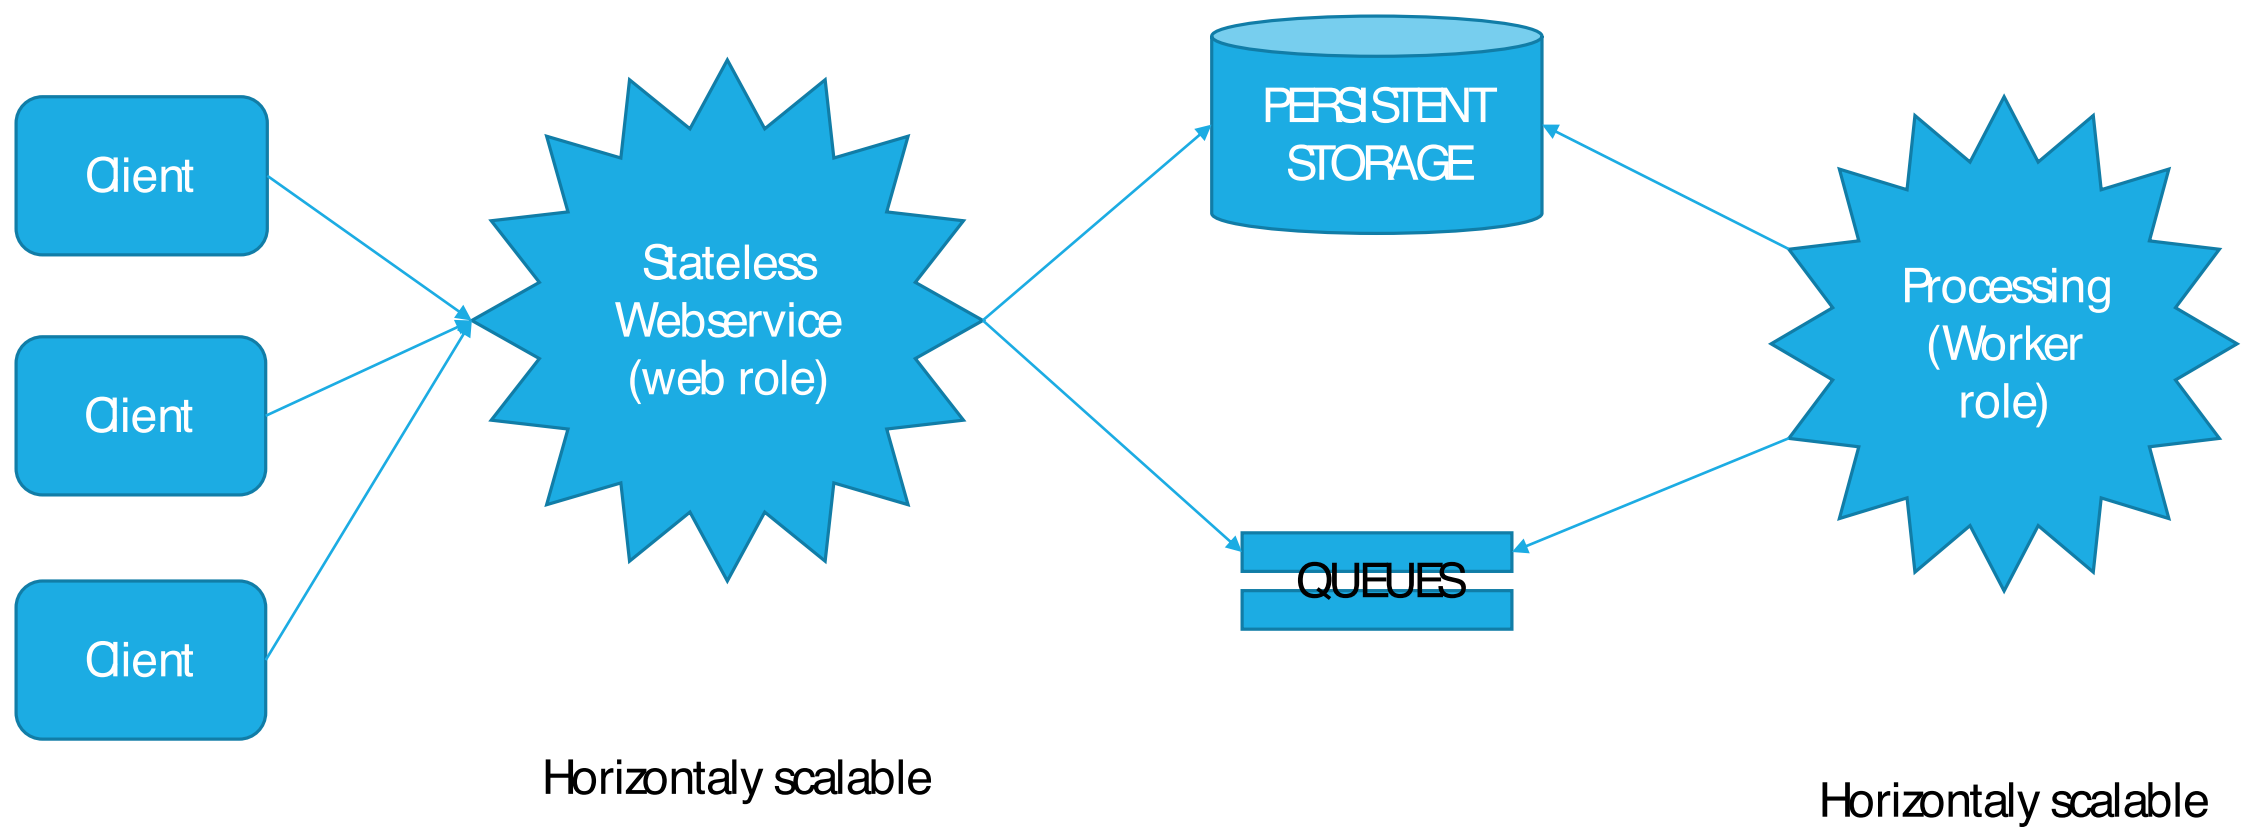 Client
Client
Client
Stateless
Webservice
(web role)
Horizontaly scalable
PERSISTENT
STORAGE
QUEUES
Processing
(Worker
role)
Horizontaly scalable